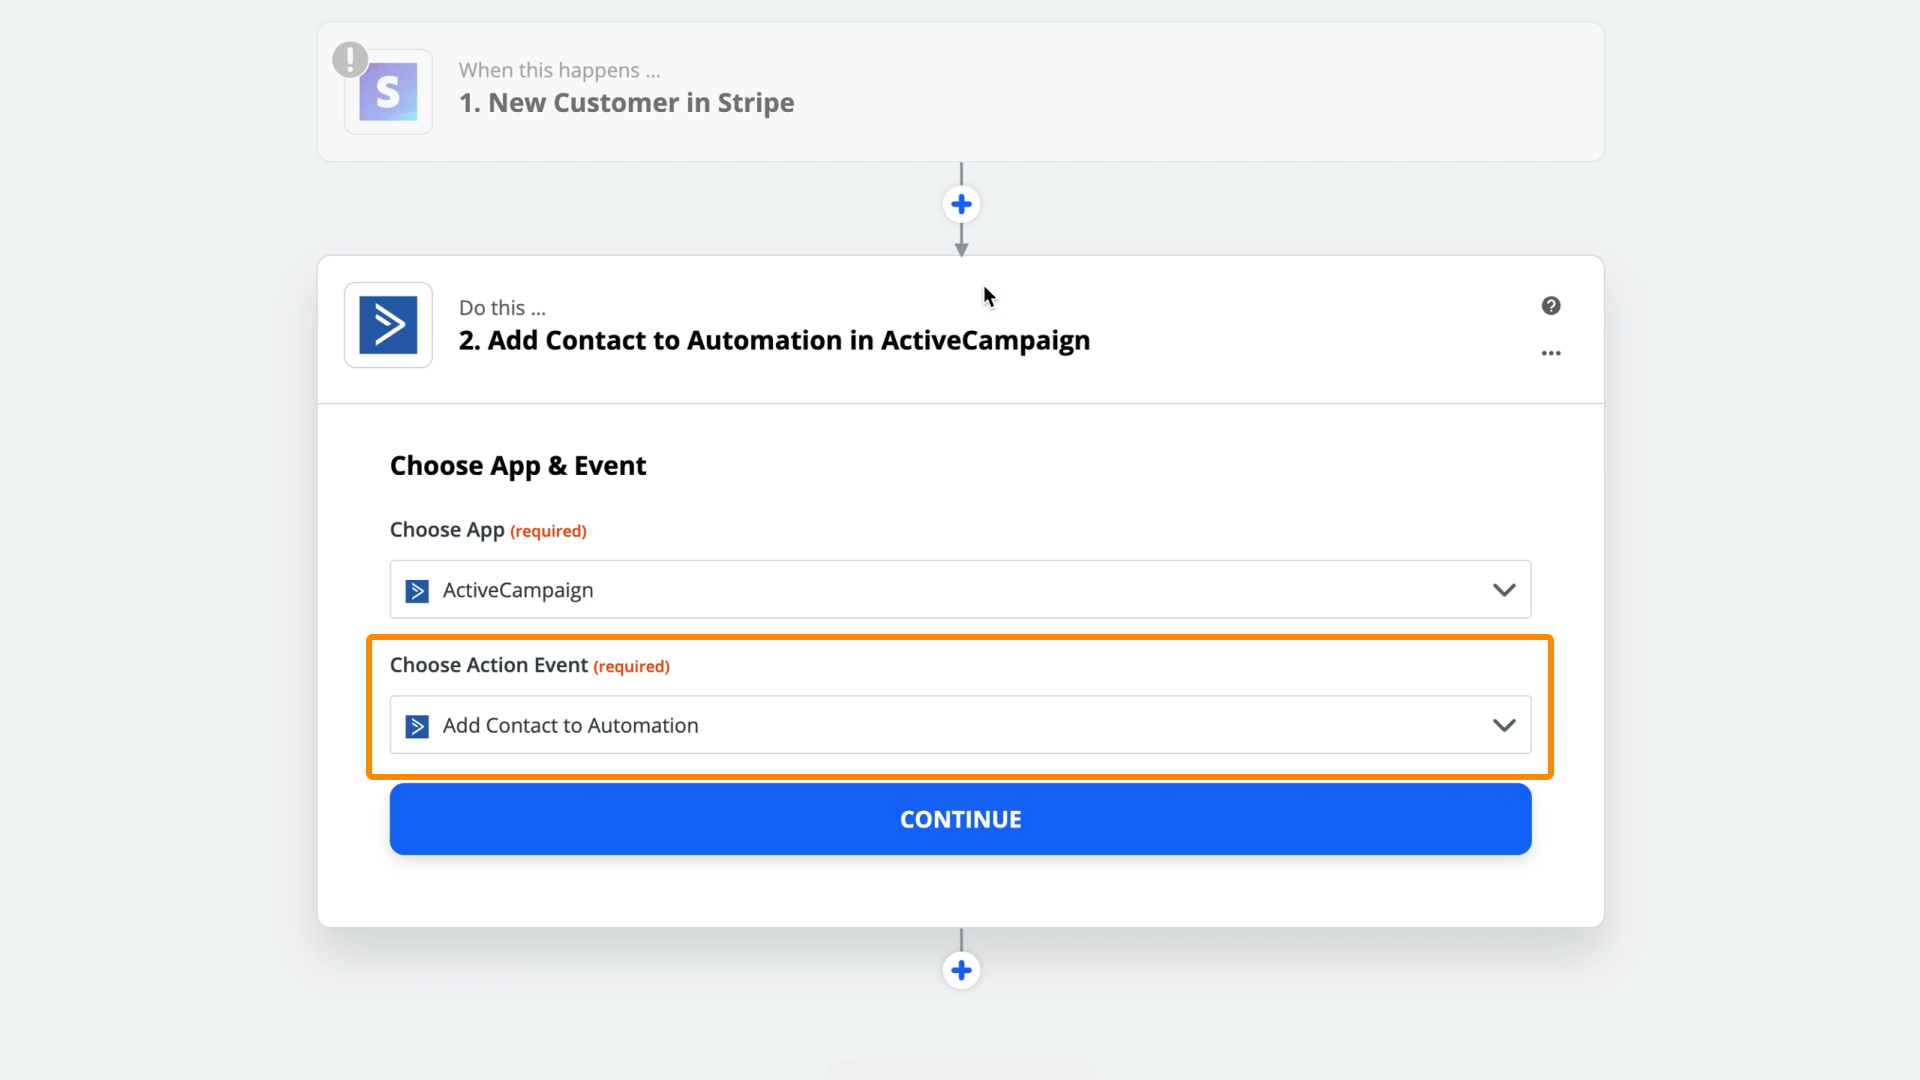 When this happens ...
1. New Customer in Stripe
S
Do this ...
2. Add Contact to Automation in ActiveCampaign
Choose App & Event
Choose App (required)
ActiveCampaign
Choose Action Event (required)
Add Contact to Automation
CONTINUE